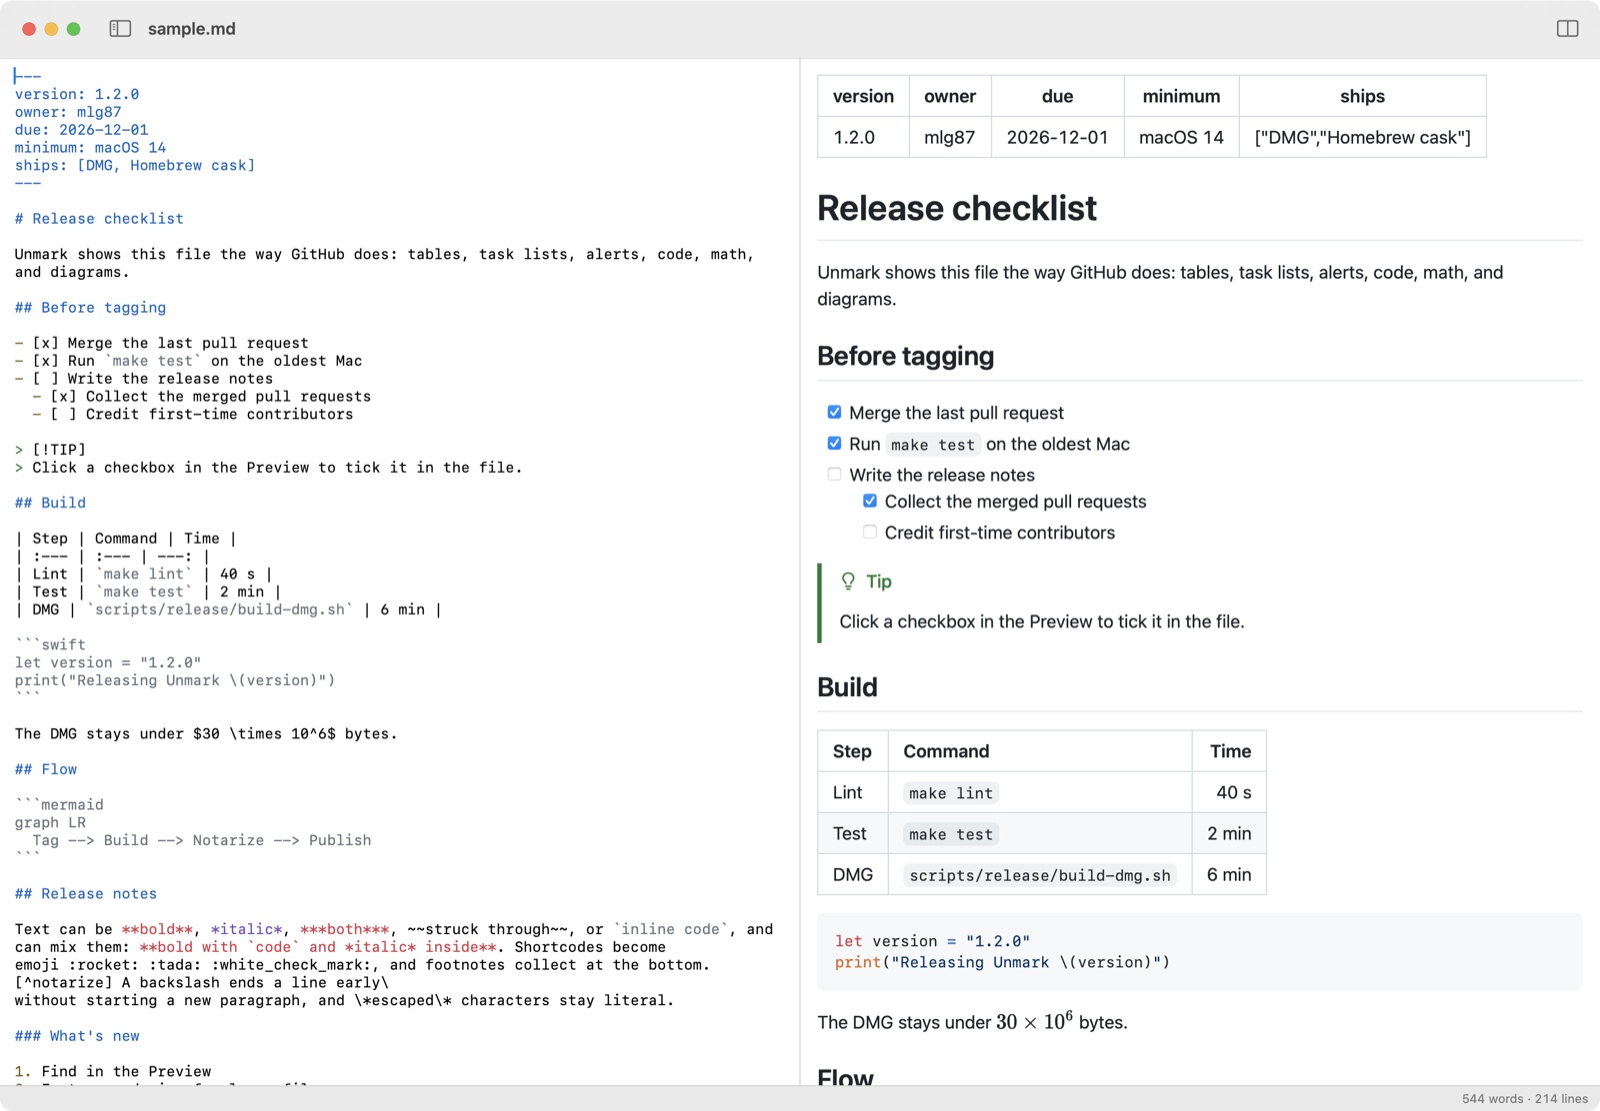 sample.md
---
version: 1.2.0
owner: mlg87
due: 2026-12-01
minimum: macOS 14
ships: [DMG, Homebrew cask]
---
# Release checklist
Unmark shows this file the way GitHub does: tables, task lists, alerts, code, math,
and diagrams.
## Before tagging
- [x] Merge the last pull request
- [x] Run `make test` on the oldest Mac
- [ ] Write the release notes
  - [x] Collect the merged pull requests
  - [ ] Credit first-time contributors
> [!TIP]
> Click a checkbox in the Preview to tick it in the file.
## Build
| Step | Command | Time |
| :--- | :--- | ---: |
| Lint | `make lint` | 40 s |
| Test | `make test` | 2 min |
| DMG | `scripts/release/build-dmg.sh` | 6 min |
```swift
let version = "1.2.0"
print("Releasing Unmark \(version)")
```
The DMG stays under $30 \times 10^6$ bytes.
## Flow
```mermaid
graph LR
  Tag --> Build --> Notarize --> Publish
```
## Release notes
Text can be **bold**, *italic*, ***both***, ~~struck through~~, or `inline code`, and
can mix them: **bold with `code` and *italic* inside**. Shortcodes become
emoji :rocket: :tada: :white_check_mark:, and footnotes collect at the bottom.
[^notarize] A backslash ends a line early\
without starting a new paragraph, and \*escaped\* characters stay literal.
### What's new
1. Find in the Preview
version owner due minimum ships
1.2.0 mlg87 2026-12-01 macOS 14 ["DMG","Homebrew cask"]
Release checklist
Unmark shows this file the way GitHub does: tables, task lists, alerts, code, math, and
diagrams.
Before tagging
Merge the last pull request
Run make test on the oldest Mac
Write the release notes
Collect the merged pull requests
Credit first-time contributors
Tip
Click a checkbox in the Preview to tick it in the file.
Build
Step Command Time
Lint make lint 40 s
Test make test 2 min
DMG scripts/release/build-dmg.sh 6 min
let version = "1.2.0"
print("Releasing Unmark \(version)")
The DMG stays under 30 × 10⁶ bytes.
Flow
544 words · 214 lines